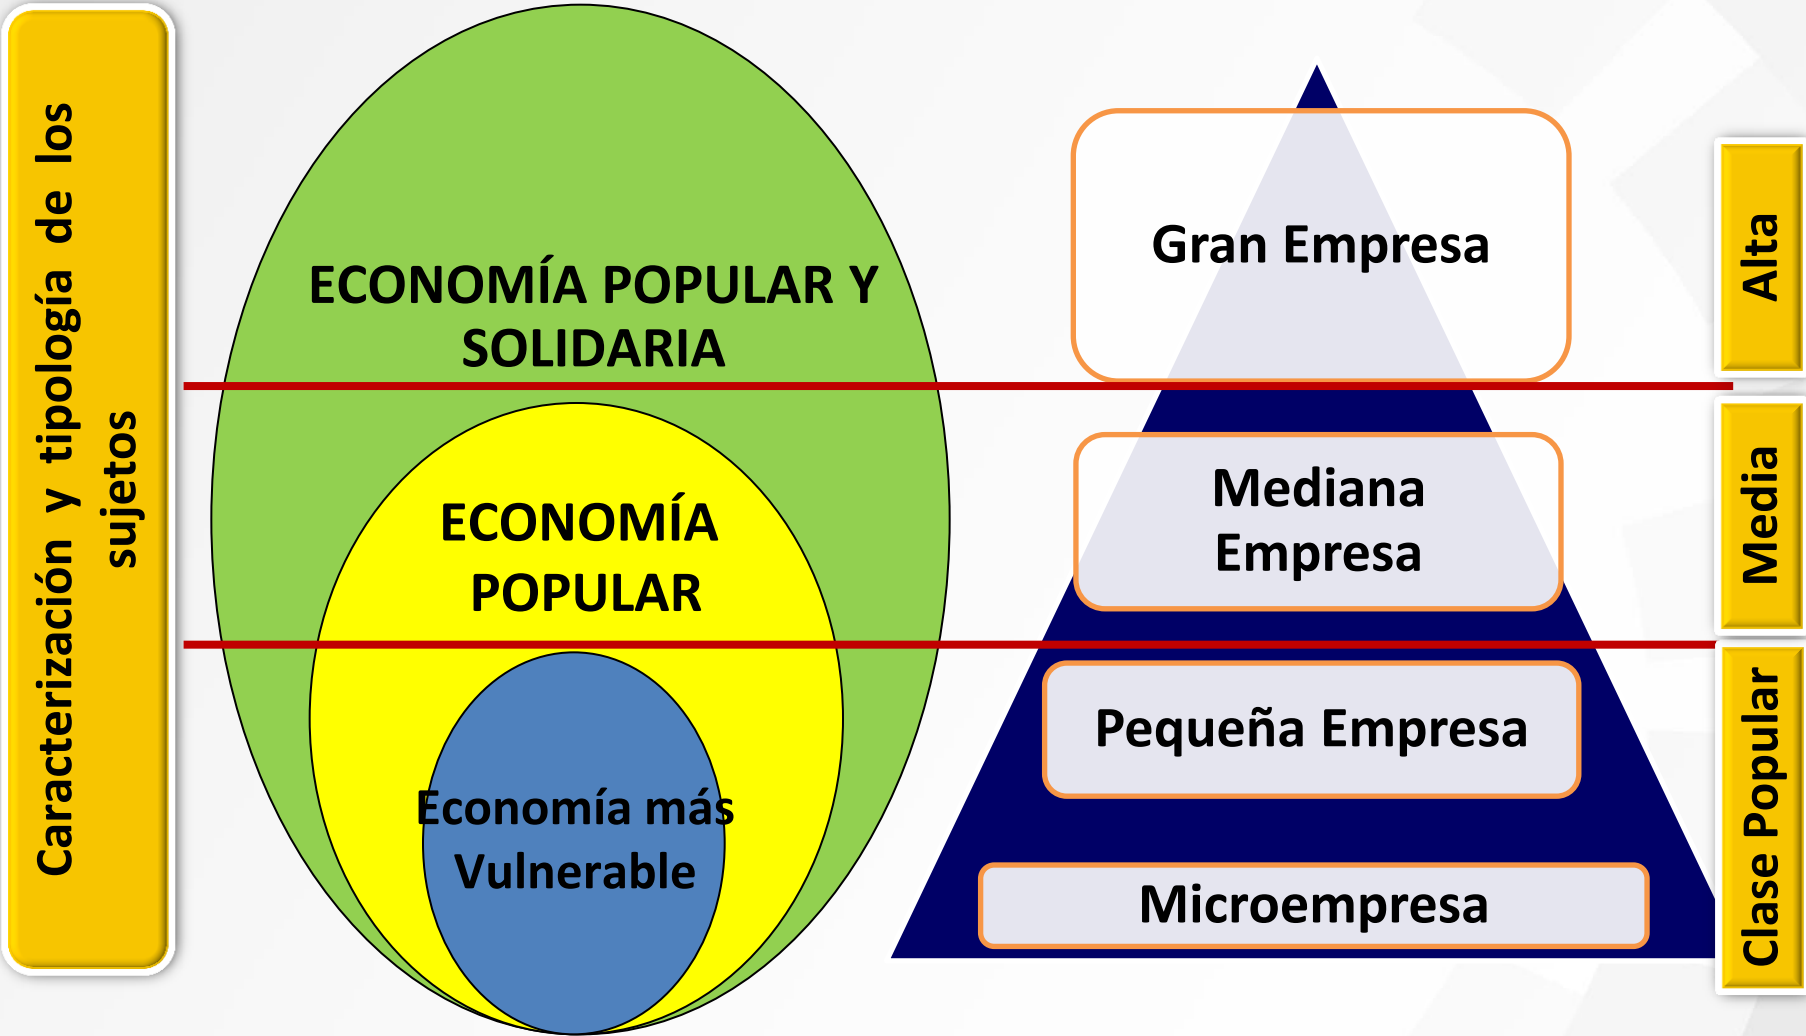 Caracterización y tipología de los
sujetos
ECONOMÍA POPULAR Y
SOLIDARIA
ECONOMÍA
POPULAR
Economía más
Vulnerable
Gran Empresa
Mediana
Empresa
Pequeña Empresa
Microempresa
Alta
Media
Clase Popular